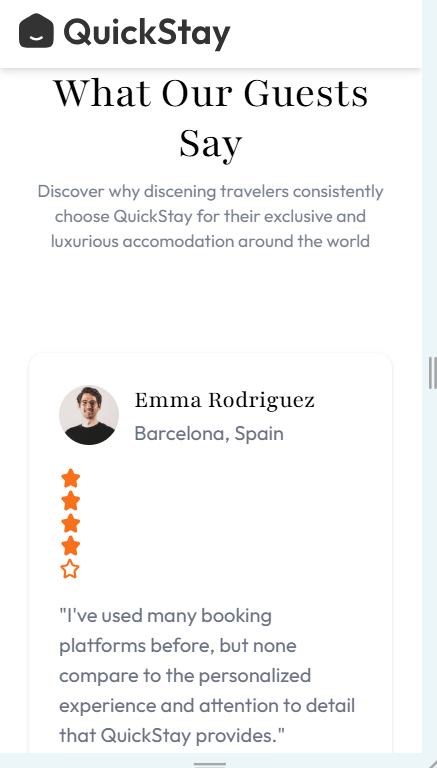 QuickStay
What Our Guests
Say
Discover why discening travelers consistently
choose QuickStay for their exclusive and
luxurious accomodation around the world
Emma Rodriguez
Barcelona, Spain
"I've used many booking
platforms before, but none
compare to the personalized
experience and attention to detail
that QuickStay provides."